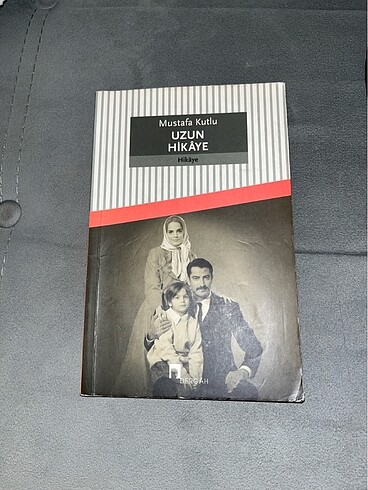 Mustafa Kutlu
UZUN
HİKÂYE
Hikâye
DERGÂH